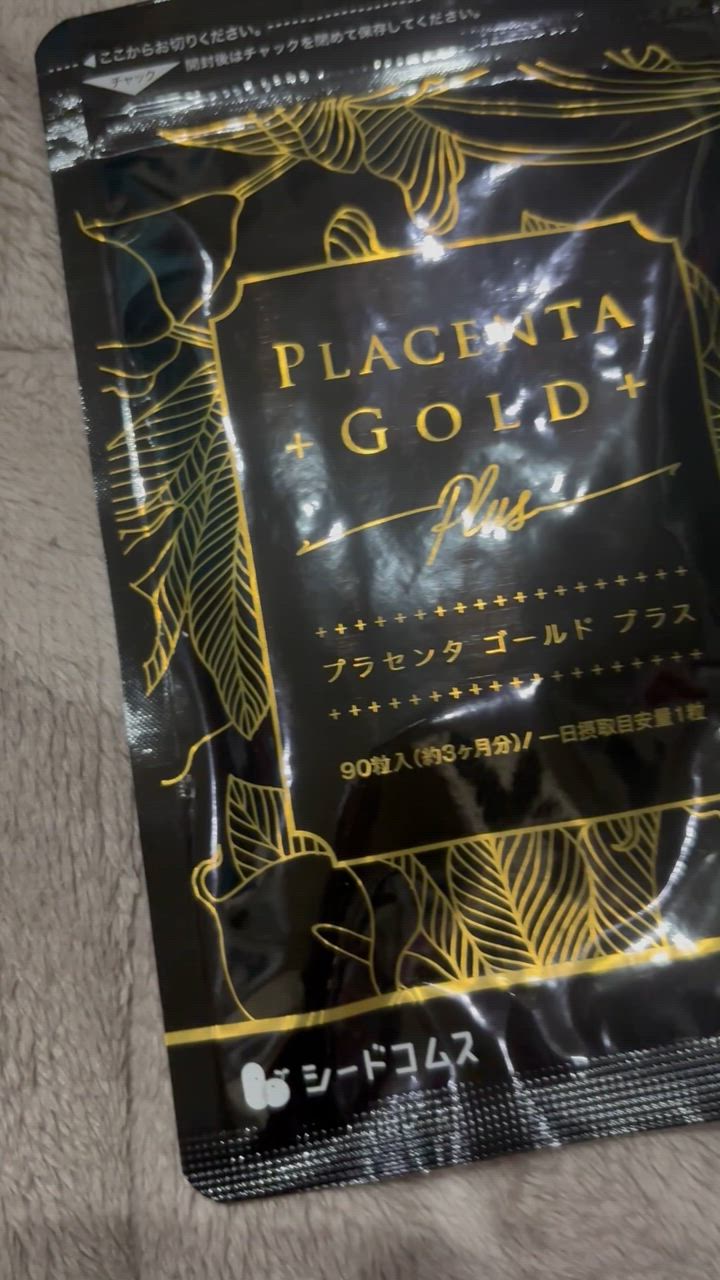 ◀ここからお切りください。
開封後はチャックを閉めて保存してください。
チャック
PLACENTA
+ GOLD +
Plus
プラセンタ ゴールド プラス
90粒入(約3ヶ月分)/ 一日摂取目安量1粒
シードコムス